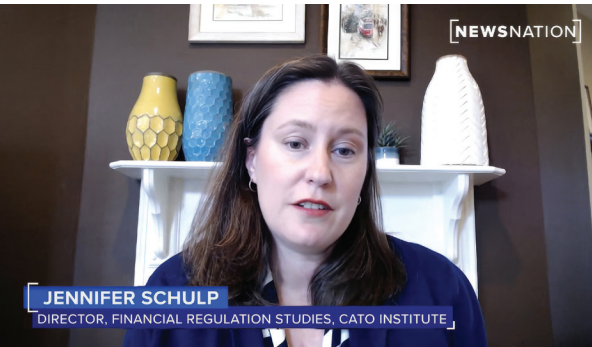 [NEWSNATION]
JENNIFER SCHULP
DIRECTOR, FINANCIAL REGULATION STUDIES, CATO INSTITUTE